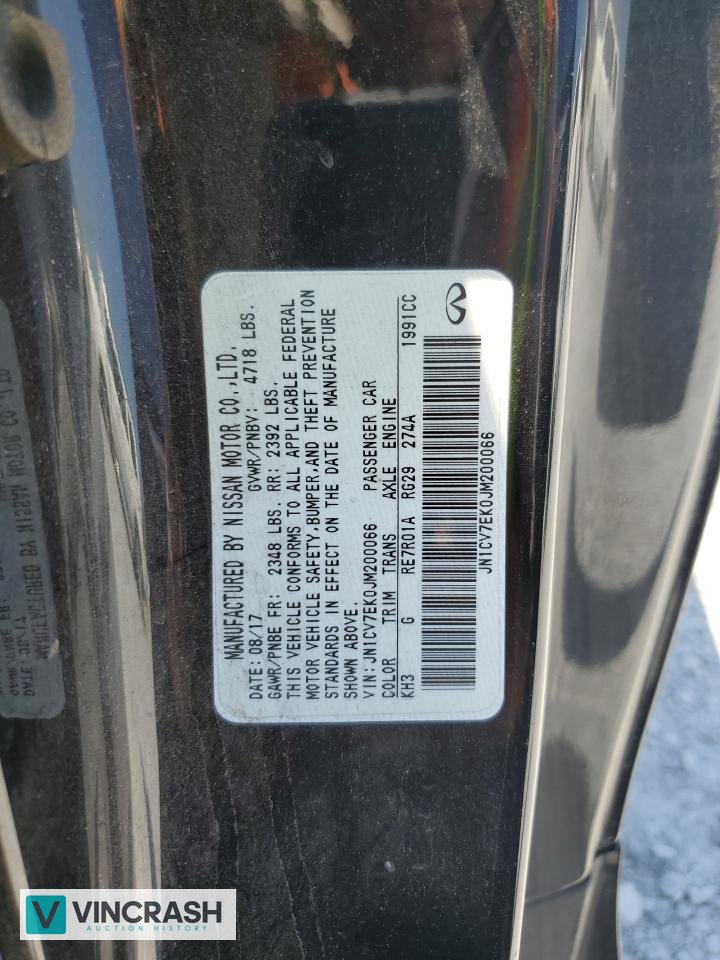 MANUFACTURED BY NISSAN MOTOR CO.,LTD.
DATE: 08/17 GVWR/PNBV: 4718 LBS.
GAWR/PNBE FR: 2348 LBS. RR: 2392 LBS.
THIS VEHICLE CONFORMS TO ALL APPLICABLE FEDERAL
MOTOR VEHICLE SAFETY,BUMPER,AND THEFT PREVENTION
STANDARDS IN EFFECT ON THE DATE OF MANUFACTURE
SHOWN ABOVE.
VIN:JN1CV7EK0JM200066 PASSENGER CAR
COLOR TRIM TRANS AXLE ENGINE
KH3 G RE7R01A RG29 274A 1991CC
JN1CV7EK0JM200066
V VINCRASH
AUCTION HISTORY